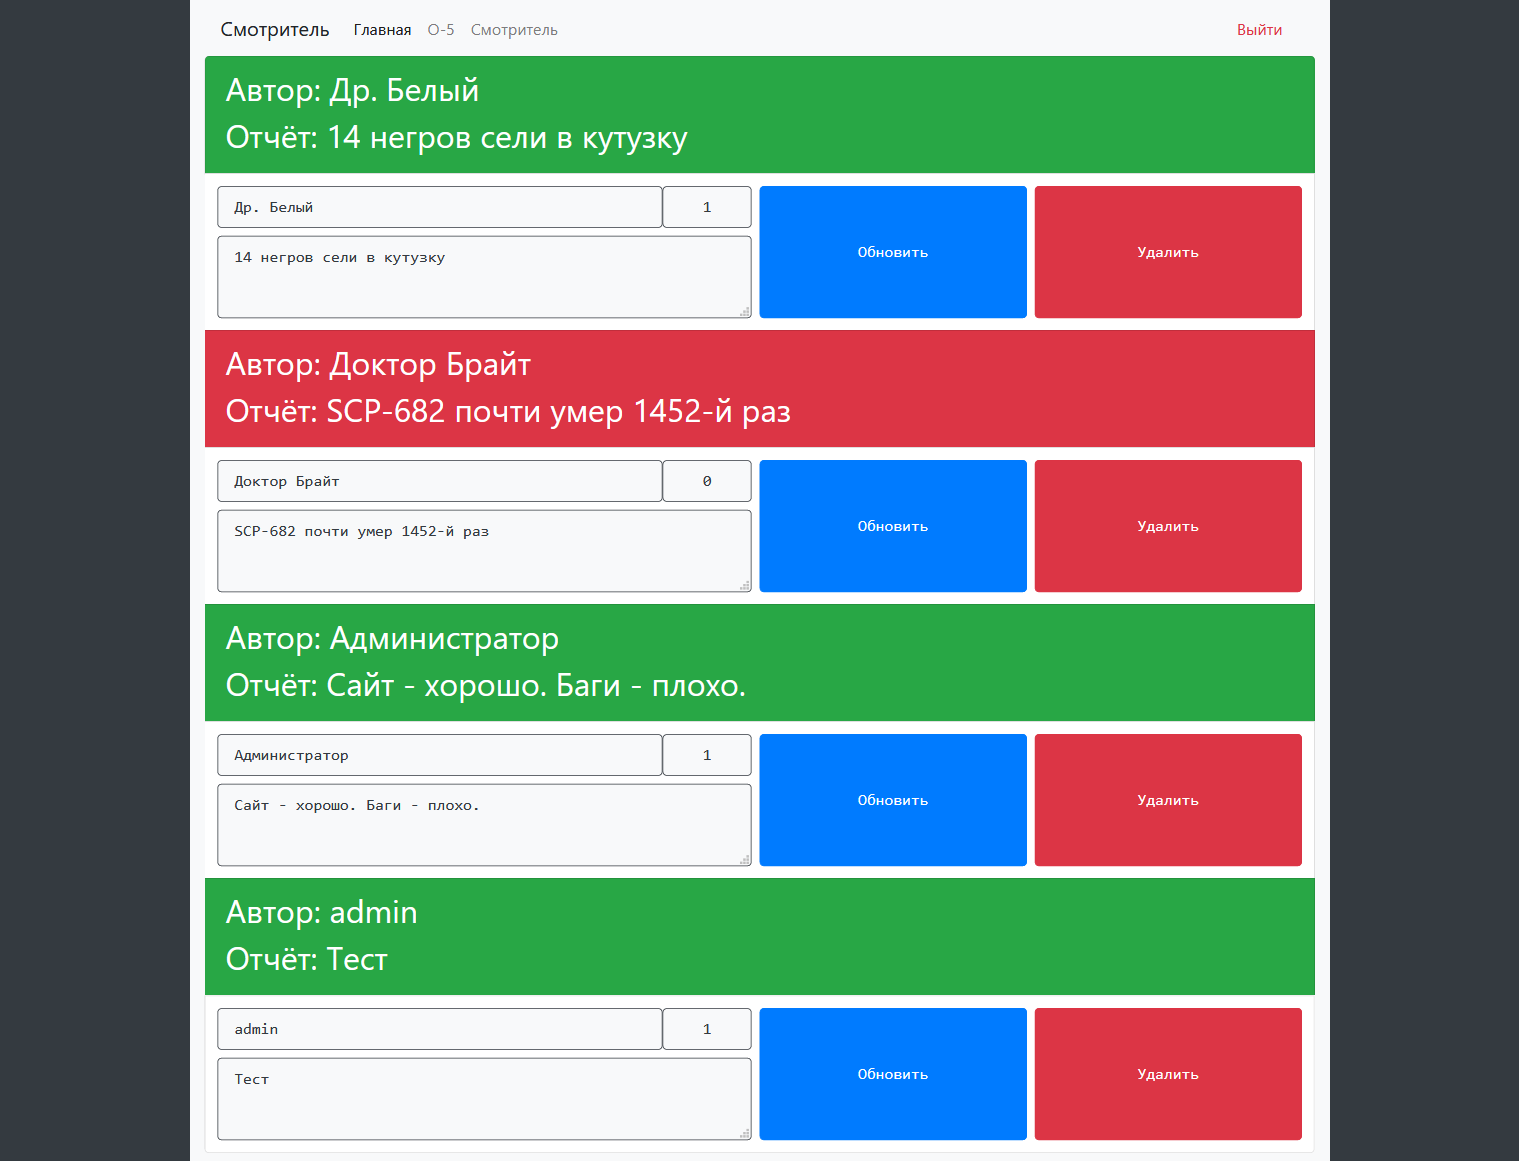 Смотритель Главная О-5 Смотритель Выйти
Автор: Др. Белый
Отчёт: 14 негров сели в кутузку
Др. Белый 1
14 негров сели в кутузку
Обновить Удалить
Автор: Доктор Брайт
Отчёт: SCP-682 почти умер 1452-й раз
Доктор Брайт 0
SCP-682 почти умер 1452-й раз
Обновить Удалить
Автор: Администратор
Отчёт: Сайт - хорошо. Баги - плохо.
Администратор 1
Сайт - хорошо. Баги - плохо.
Обновить Удалить
Автор: admin
Отчёт: Тест
admin 1
Тест
Обновить Удалить